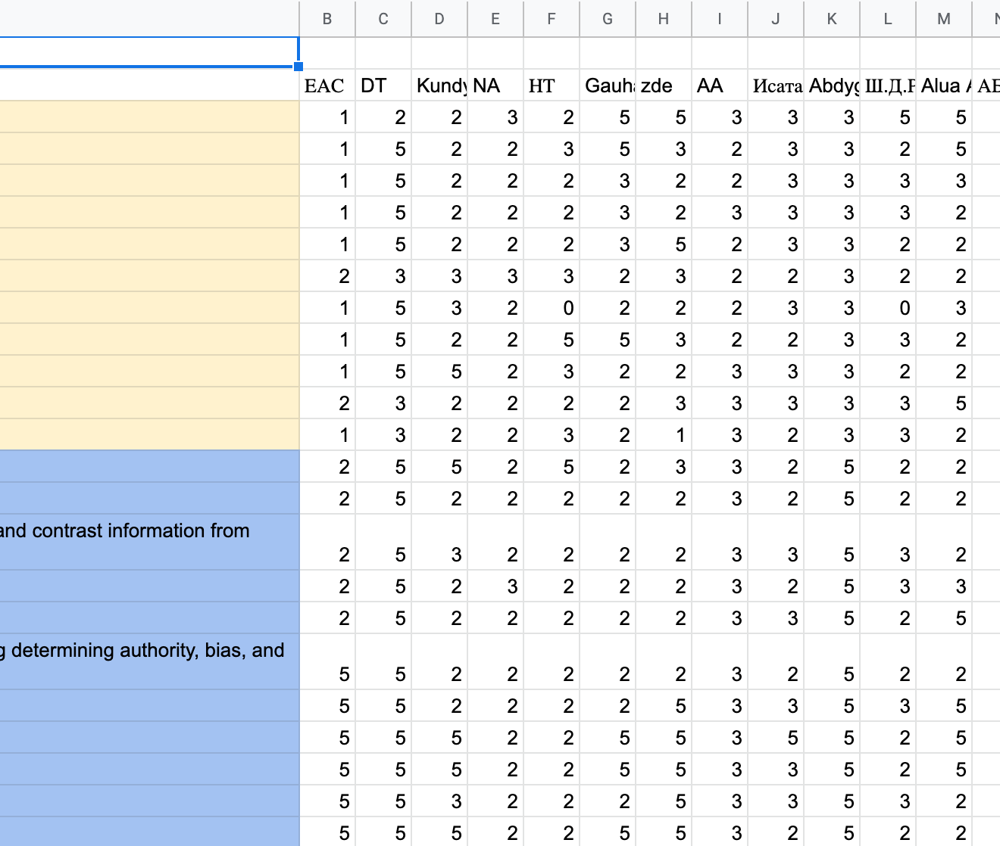 B C D E F G H I J K L M
ЕАС DT Kundy NA НТ Gauha zde AA Исата Abdyg Ш.Д.Р Alua АБ
1 2 2 3 2 5 5 3 3 3 5 5
1 5 2 2 3 5 3 2 3 3 2 5
1 5 2 2 2 3 2 2 3 3 3 3
1 5 2 2 2 3 2 3 3 3 3 2
1 5 2 2 2 3 5 2 3 3 2 2
2 3 3 3 3 2 3 2 2 3 2 2
1 5 3 2 0 2 2 2 3 3 0 3
1 5 2 2 5 5 3 2 2 3 3 2
1 5 5 2 3 2 2 3 3 3 2 2
2 3 2 2 2 2 3 3 3 3 3 5
1 3 2 2 3 2 1 3 2 3 3 2
2 5 5 2 5 2 3 3 2 5 2 2
2 5 2 2 2 2 2 3 2 5 2 2
and contrast information from
2 5 3 2 2 2 2 3 3 5 3 2
2 5 2 3 2 2 2 3 2 5 3 3
2 5 2 2 2 2 2 3 3 5 2 5
g determining authority, bias, and
5 5 2 2 2 2 2 3 2 5 2 2
5 5 2 2 2 2 5 3 3 5 3 5
5 5 5 2 2 5 5 3 5 5 2 5
5 5 5 2 2 5 5 3 3 5 2 5
5 5 3 2 2 2 5 3 3 5 3 2
5 5 5 2 2 5 5 3 2 5 2 2